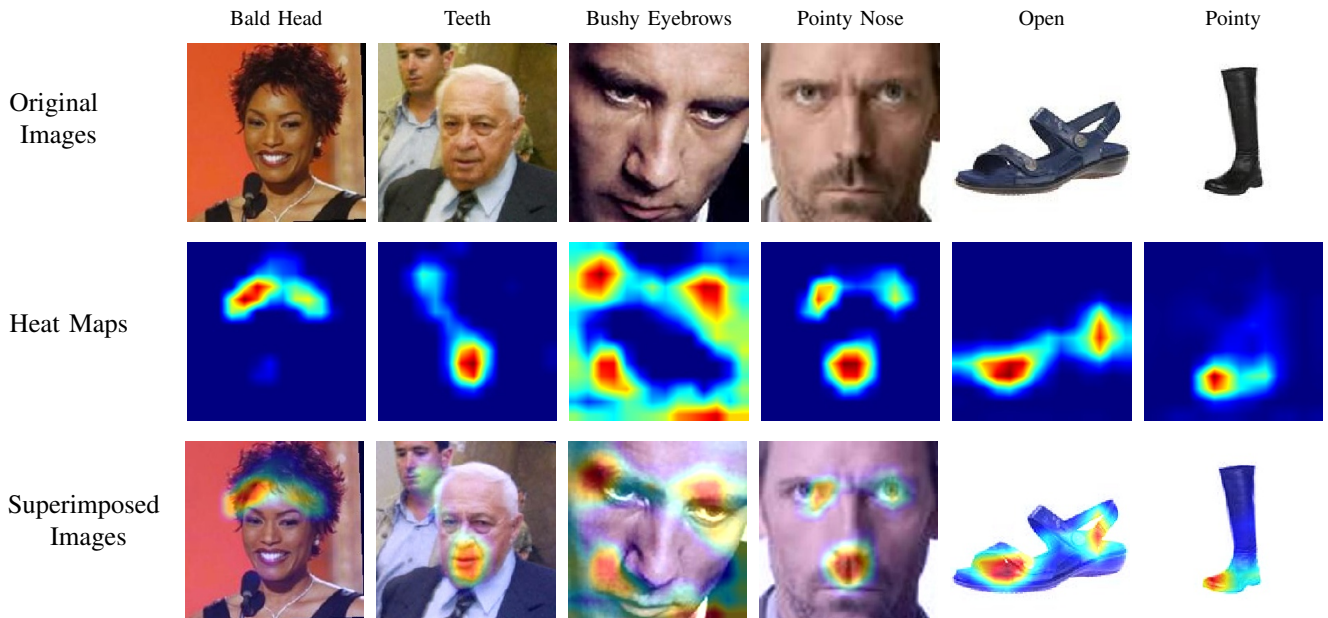 Bald Head Teeth Bushy Eyebrows Pointy Nose Open Pointy
Original
Images
Heat Maps
Superimposed
Images